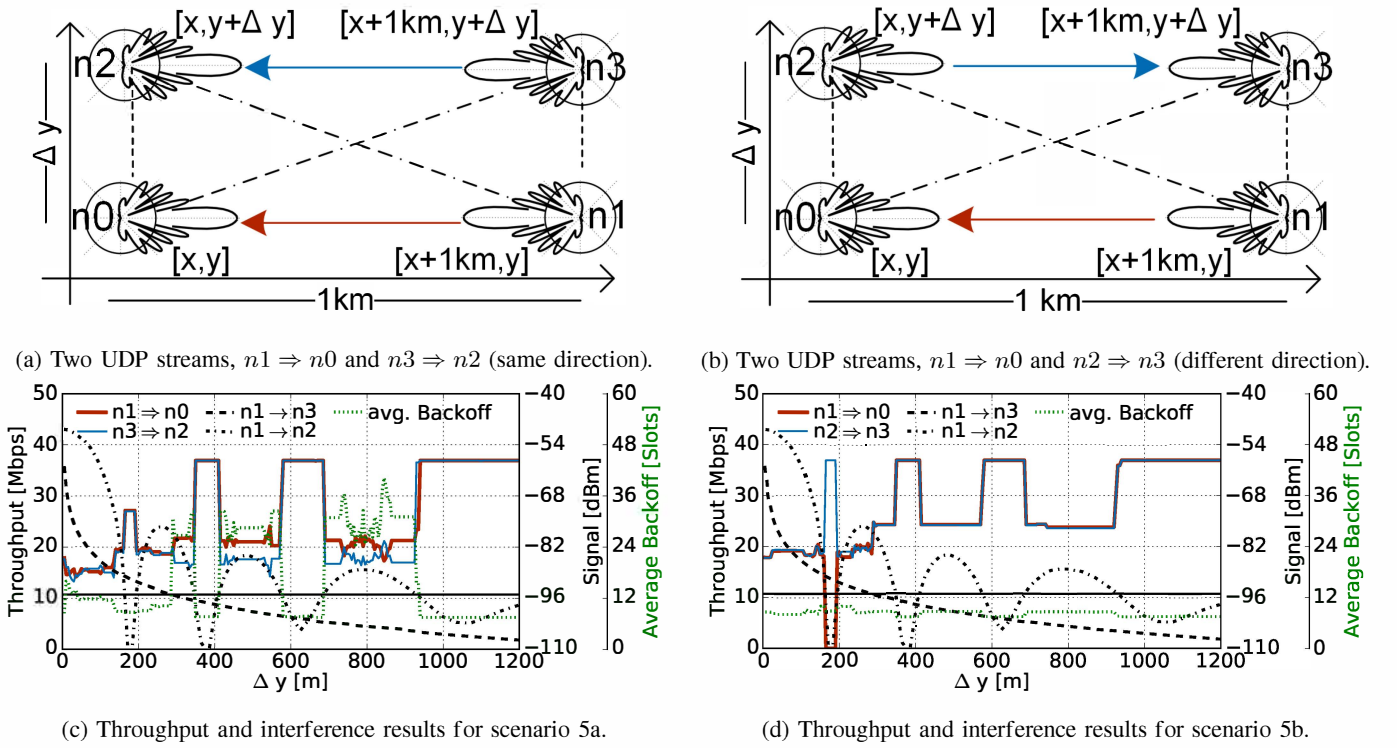 [x,y+Δ y] [x+1km,y+Δ y]
n2 n3
Δ y
n0 n1
[x,y] [x+1km,y]
1km
(a) Two UDP streams, n1 ⇒ n0 and n3 ⇒ n2 (same direction).
[x,y+Δ y] [x+1km,y+Δ y]
n2 n3
Δ y
n0 n1
[x,y] [x+1km,y]
1 km
(b) Two UDP streams, n1 ⇒ n0 and n2 ⇒ n3 (different direction).
Throughput [Mbps]
50
40
30
20
10
0
n1⇒n0 n1→n3 avg. Backoff
n3⇒n2 n1→n2
−40
−54
−68
−82
−96
−110
Signal [dBm]
60
48
36
24
12
0
Average Backoff [Slots]
0 200 400 600 800 1000 1200
Δ y [m]
(c) Throughput and interference results for scenario 5a.
Throughput [Mbps]
50
40
30
20
10
0
n1⇒n0 n1→n3 avg. Backoff
n2⇒n3 n1→n2
−40
−54
−68
−82
−96
−110
Signal [dBm]
60
48
36
24
12
0
Average Backoff [Slots]
0 200 400 600 800 1000 1200
Δ y [m]
(d) Throughput and interference results for scenario 5b.